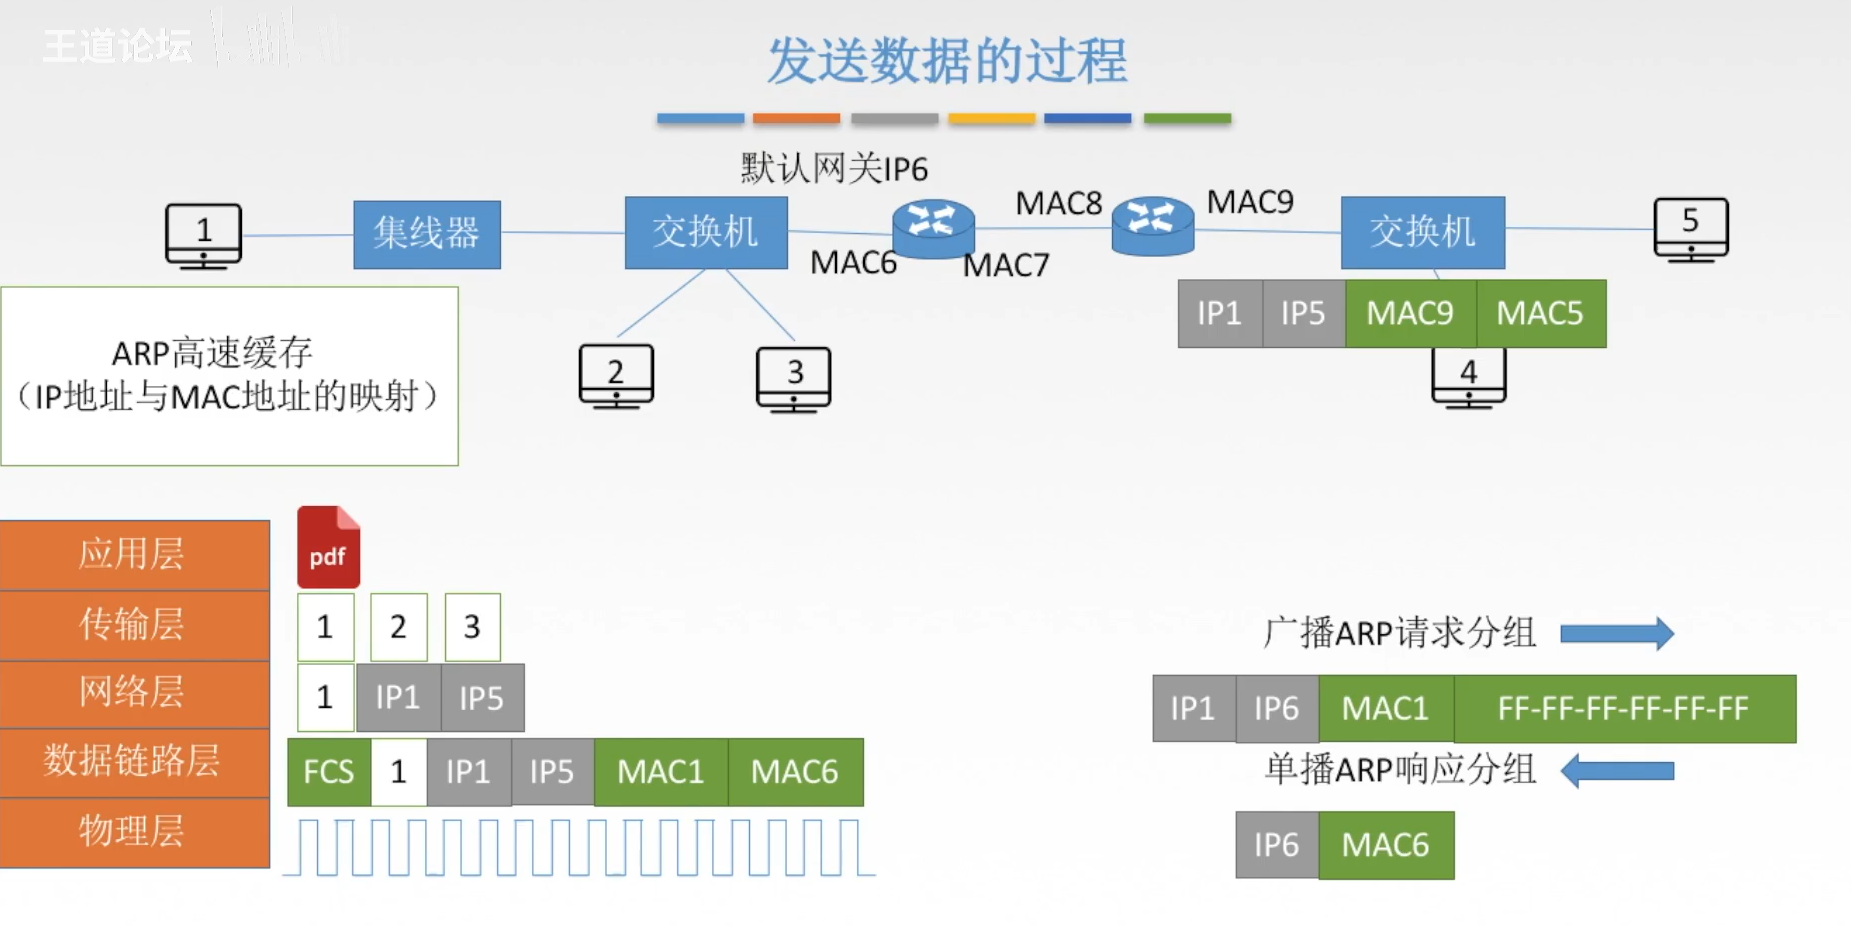 王道论坛
发送数据的过程
默认网关IP6
MAC8
MAC9
1
集线器
交换机
交换机
5
MAC6
MAC7
IP1 IP5 MAC9 MAC5
ARP高速缓存
（IP地址与MAC地址的映射）
2
3
4
应用层
pdf
传输层
1 2 3
网络层
1 IP1 IP5
数据链路层
FCS 1 IP1 IP5 MAC1 MAC6
物理层
广播ARP请求分组
IP1 IP6 MAC1 FF-FF-FF-FF-FF-FF
单播ARP响应分组
IP6 MAC6